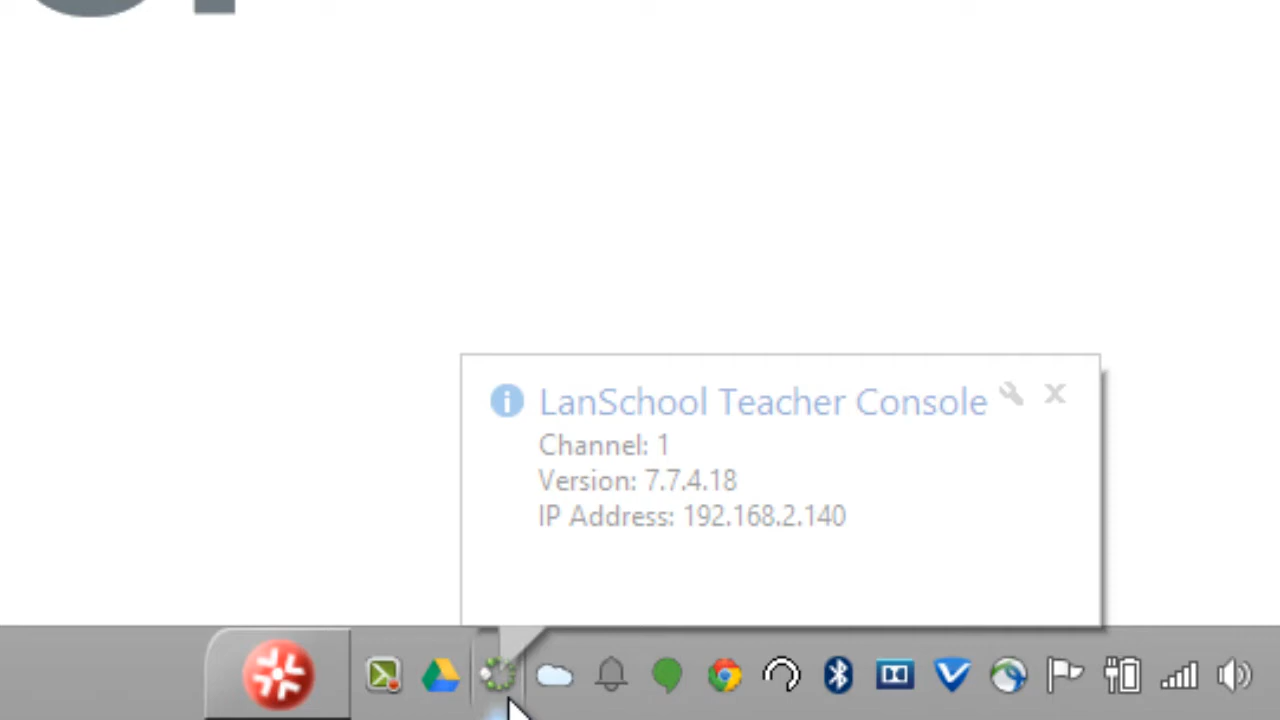 LanSchool Teacher Console
Channel: 1
Version: 7.7.4.18
IP Address: 192.168.2.140